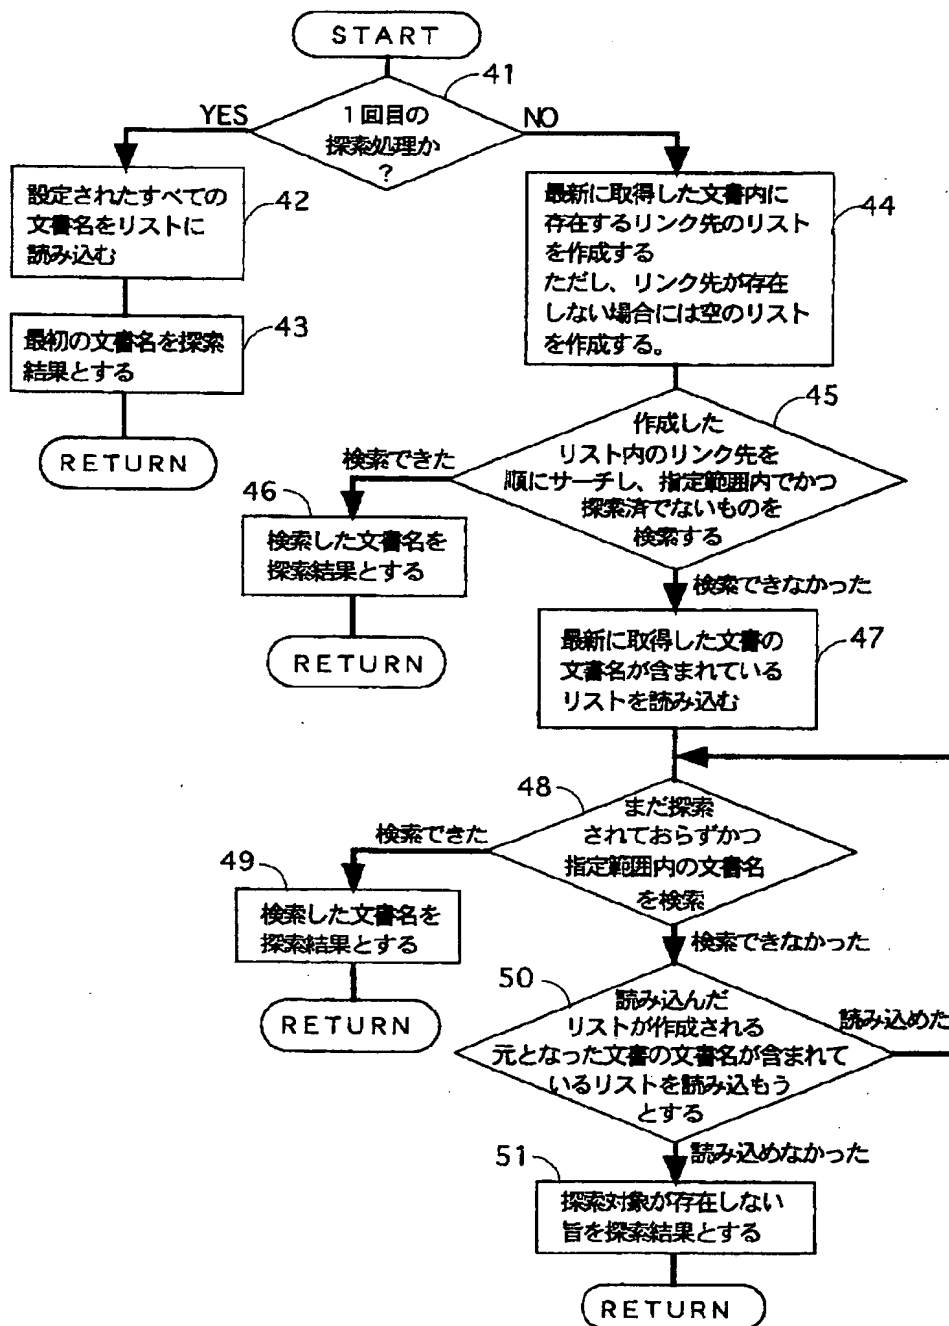 START
41
1回目の
探索処理か
?
YES
NO
設定されたすべての
文書名をリストに
読み込む
42
最初の文書名を探索
結果とする
43
RETURN
最新に取得した文書内に
存在するリンク先のリスト
を作成する
ただし、リンク先が存在
しない場合には空のリスト
を作成する。
44
作成した
リスト内のリンク先を
順にサーチし、指定範囲内でかつ
探索済でないものを
検索する
45
検索できた
46
検索した文書名を
探索結果とする
RETURN
検索できなかった
最新に取得した文書の
文書名が含まれている
リストを読み込む
47
48
まだ探索
されておらずかつ
指定範囲内の文書名
を検索
検索できた
49
検索した文書名を
探索結果とする
RETURN
検索できなかった
50
読み込んだ
リストが作成される
元となった文書の文書名が含まれて
いるリストを読み込もう
とする
読み込めた
読み込めなかった
51
探索対象が存在しない
旨を探索結果とする
RETURN